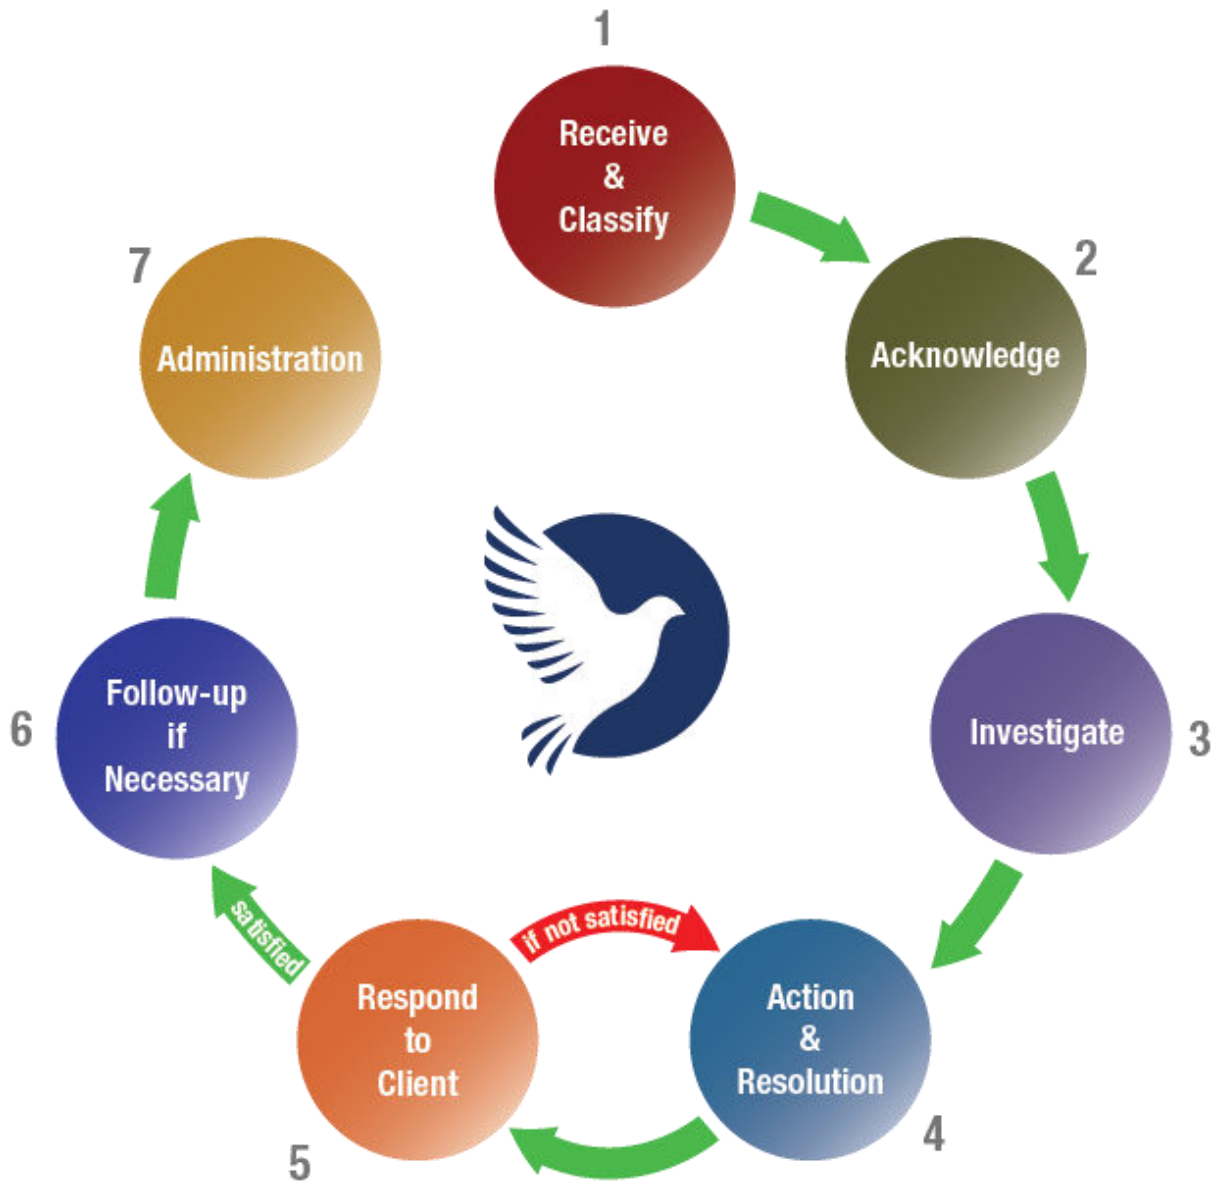 1
Receive
&
Classify
2
Acknowledge
3
Investigate
4
Action
&
Resolution
if not satisfied
5
Respond
to
Client
satisfied
6
Follow-up
if
Necessary
7
Administration